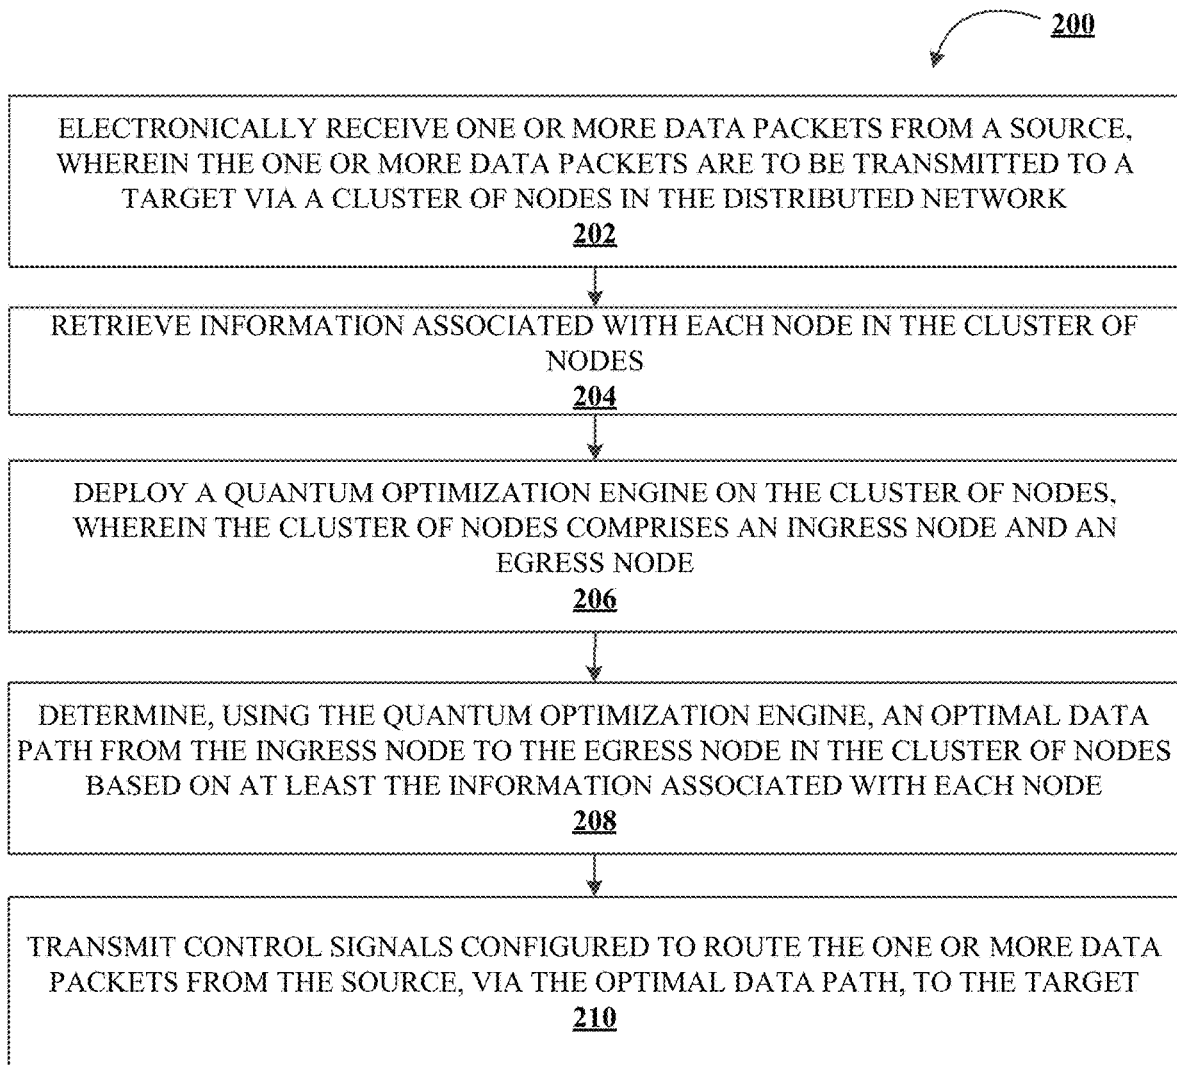 200
ELECTRONICALLY RECEIVE ONE OR MORE DATA PACKETS FROM A SOURCE,
WHEREIN THE ONE OR MORE DATA PACKETS ARE TO BE TRANSMITTED TO A
TARGET VIA A CLUSTER OF NODES IN THE DISTRIBUTED NETWORK
202
RETRIEVE INFORMATION ASSOCIATED WITH EACH NODE IN THE CLUSTER OF
NODES
204
DEPLOY A QUANTUM OPTIMIZATION ENGINE ON THE CLUSTER OF NODES,
WHEREIN THE CLUSTER OF NODES COMPRISES AN INGRESS NODE AND AN
EGRESS NODE
206
DETERMINE, USING THE QUANTUM OPTIMIZATION ENGINE, AN OPTIMAL DATA
PATH FROM THE INGRESS NODE TO THE EGRESS NODE IN THE CLUSTER OF NODES
BASED ON AT LEAST THE INFORMATION ASSOCIATED WITH EACH NODE
208
TRANSMIT CONTROL SIGNALS CONFIGURED TO ROUTE THE ONE OR MORE DATA
PACKETS FROM THE SOURCE, VIA THE OPTIMAL DATA PATH, TO THE TARGET
210